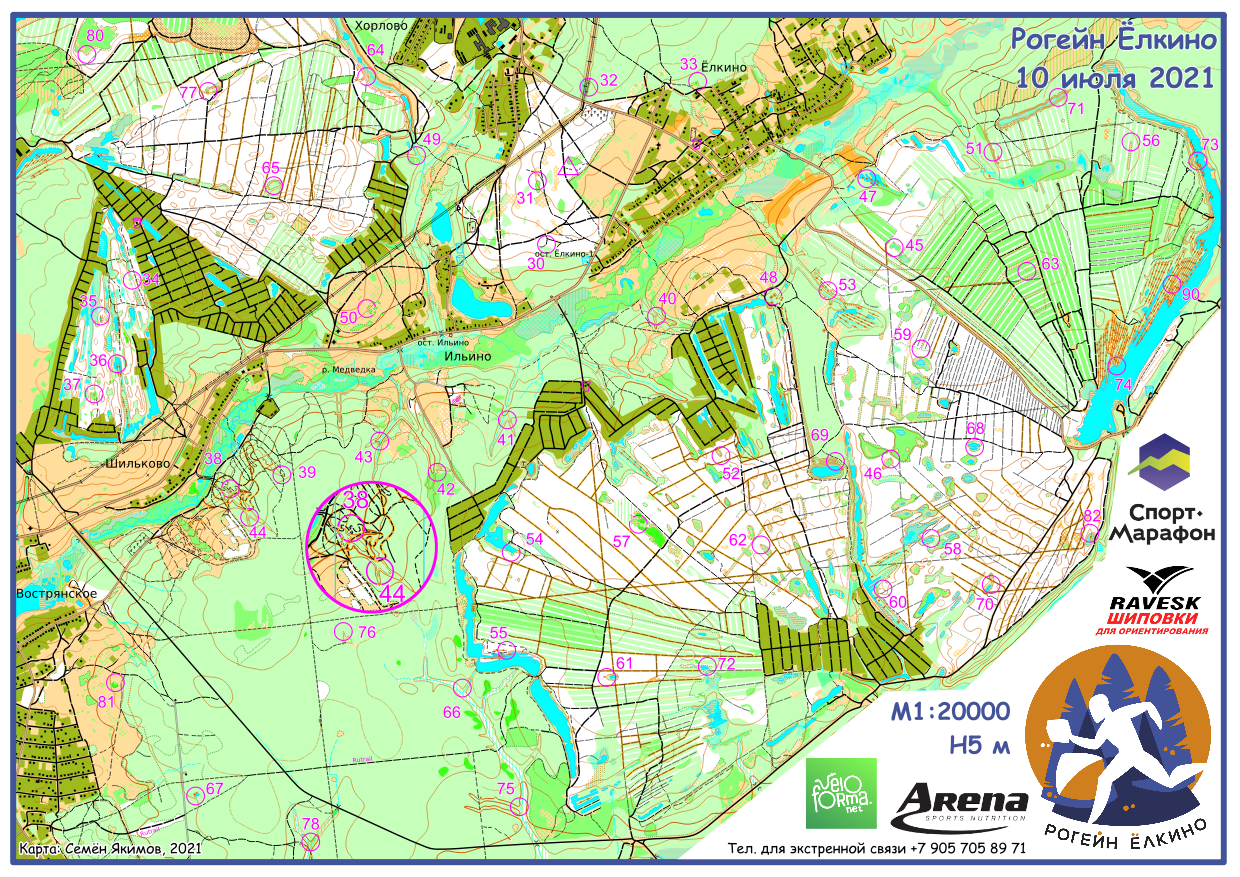 Хорлово
80
64
77
65
49
32
33
Ёлкино
Рогейн Ёлкино
10 июля 2021
71
56
51
73
31
47
34
35
36
37
50
30
ост. Ёлкино-1
40
48
53
45
63
90
59
74
ост. Ильино
Ильино
р. Медведка
41
43
42
38
39
44
Шильково
38
44
54
57
52
62
69
46
68
58
82
60
70
Спорт-
Марафон
RAVESK
ШИПОВКИ
ДЛЯ ОРИЕНТИРОВАНИЯ
Вострянское
76
55
61
72
66
81
67
78
75
Rutrail
Rutrail
М1:20000
H5 м
VELO
FORMA.
net
ARENA
SPORTS NUTRITION
РОГЕЙН ЁЛКИНО
Карта: Семён Якимов, 2021
Тел. для экстренной связи +7 905 705 89 71